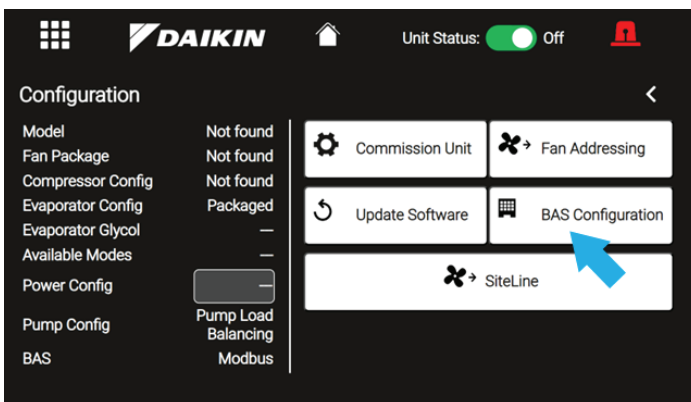 DAIKIN
Unit Status: Off
Configuration
Model Not found
Fan Package Not found
Compressor Config Not found
Evaporator Config Packaged
Evaporator Glycol —
Available Modes —
Power Config —
Pump Config Pump Load
Balancing
BAS Modbus
Commission Unit Fan Addressing
Update Software BAS Configuration
SiteLine